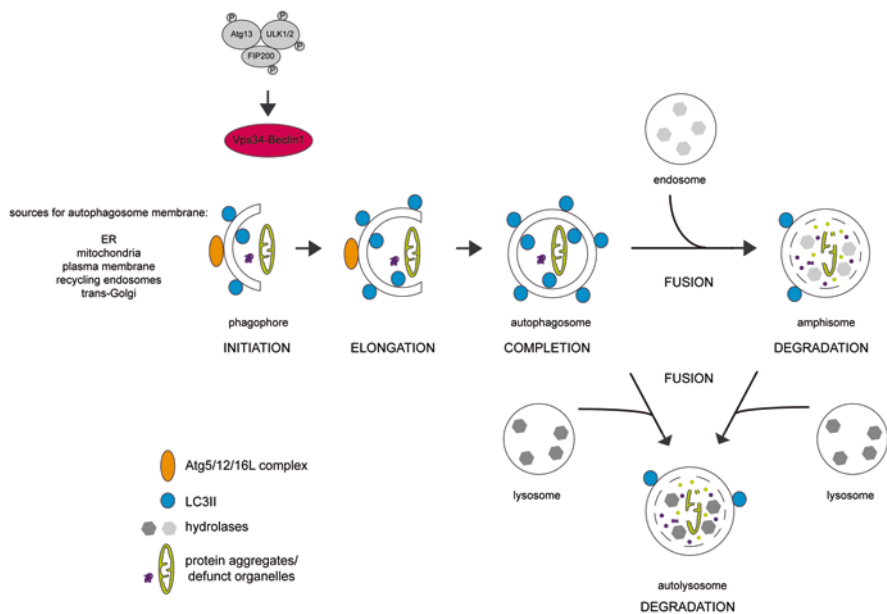 P
Atg13
ULK1/2
P
P
FIP200
P
Vps34-Beclin1
endosome
sources for autophagosome membrane:
ER
mitochondria
plasma membrane
recycling endosomes
trans-Golgi
FUSION
phagophore
autophagosome
amphisome
INITIATION
ELONGATION
COMPLETION
DEGRADATION
FUSION
lysosome
lysosome
Atg5/12/16L complex
LC3II
hydrolases
protein aggregates/
defunct organelles
autolysosome
DEGRADATION